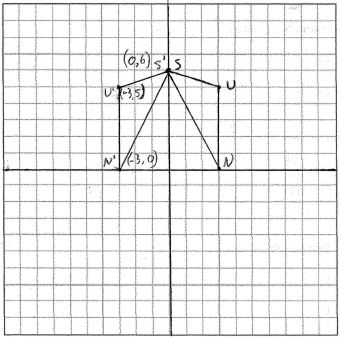 (0,6) S' S
U' (-3,5) U
N' (-3,0) N